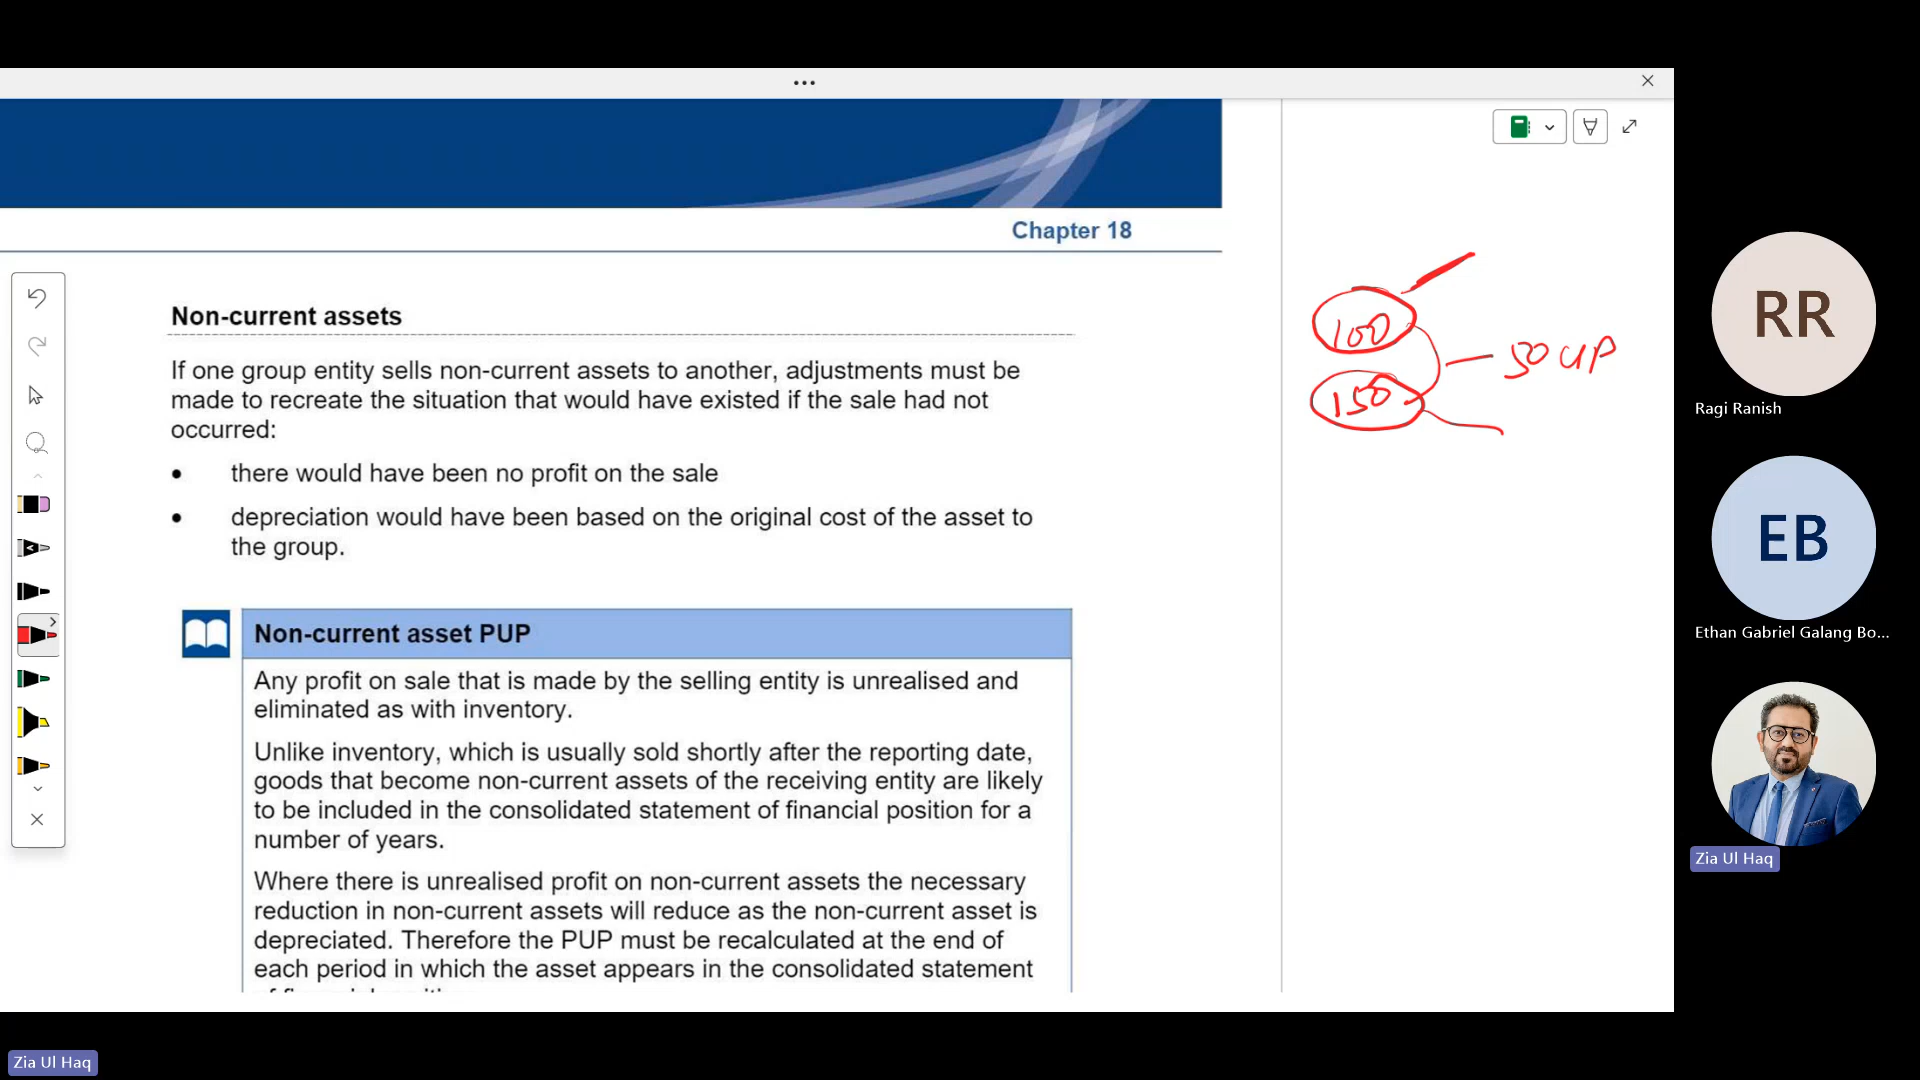 Chapter 18
Non-current assets
If one group entity sells non-current assets to another, adjustments must be
made to recreate the situation that would have existed if the sale had not
occurred:
• there would have been no profit on the sale
• depreciation would have been based on the original cost of the asset to
the group.
Non-current asset PUP
Any profit on sale that is made by the selling entity is unrealised and
eliminated as with inventory.
Unlike inventory, which is usually sold shortly after the reporting date,
goods that become non-current assets of the receiving entity are likely
to be included in the consolidated statement of financial position for a
number of years.
Where there is unrealised profit on non-current assets the necessary
reduction in non-current assets will reduce as the non-current asset is
depreciated. Therefore the PUP must be recalculated at the end of
each period in which the asset appears in the consolidated statement
100
150
50 UP
RR
Ragi Ranish
EB
Ethan Gabriel Galang Bo...
Zia Ul Haq
Zia Ul Haq